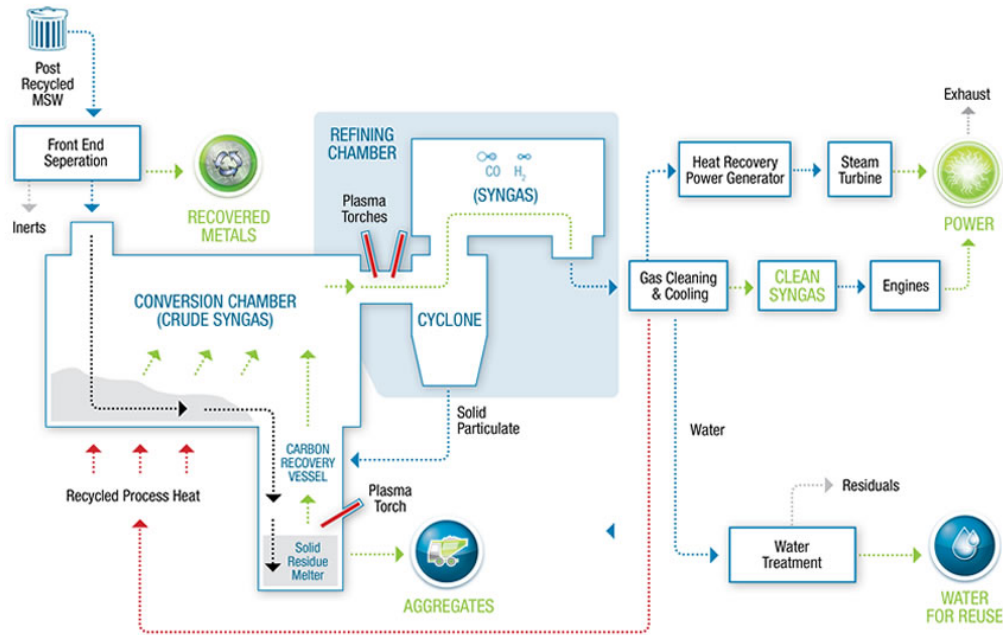 Post
Recycled
MSW
Front End
Seperation
Inerts
RECOVERED
METALS
REFINING
CHAMBER
Plasma
Torches
CO H₂
(SYNGAS)
CONVERSION CHAMBER
(CRUDE SYNGAS)
CYCLONE
Solid
Particulate
CARBON
RECOVERY
VESSEL
Plasma
Torch
Recycled Process Heat
Solid
Residue
Melter
AGGREGATES
Heat Recovery
Power Generator
Steam
Turbine
Exhaust
POWER
Gas Cleaning
& Cooling
CLEAN
SYNGAS
Engines
Water
Residuals
Water
Treatment
WATER
FOR REUSE